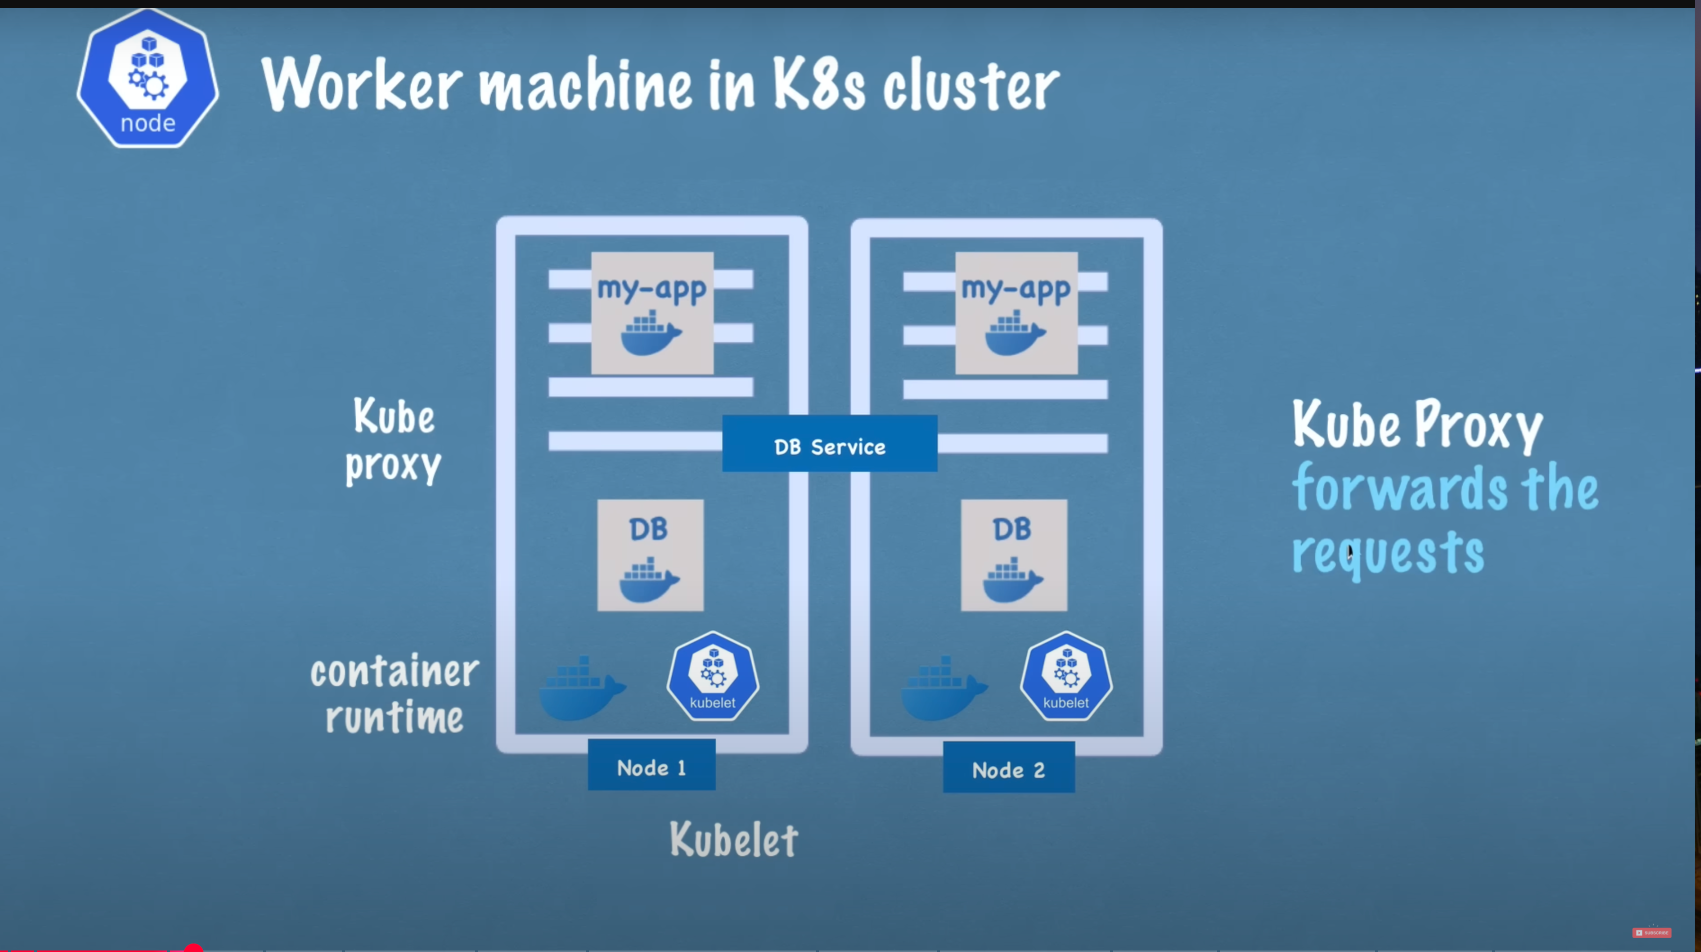 node
Worker machine in K8s cluster
my-app
my-app
Kube
proxy
DB Service
Kube Proxy
forwards the
requests
DB
DB
container
runtime
kubelet
kubelet
Node 1
Node 2
Kubelet
SUBSCRIBE